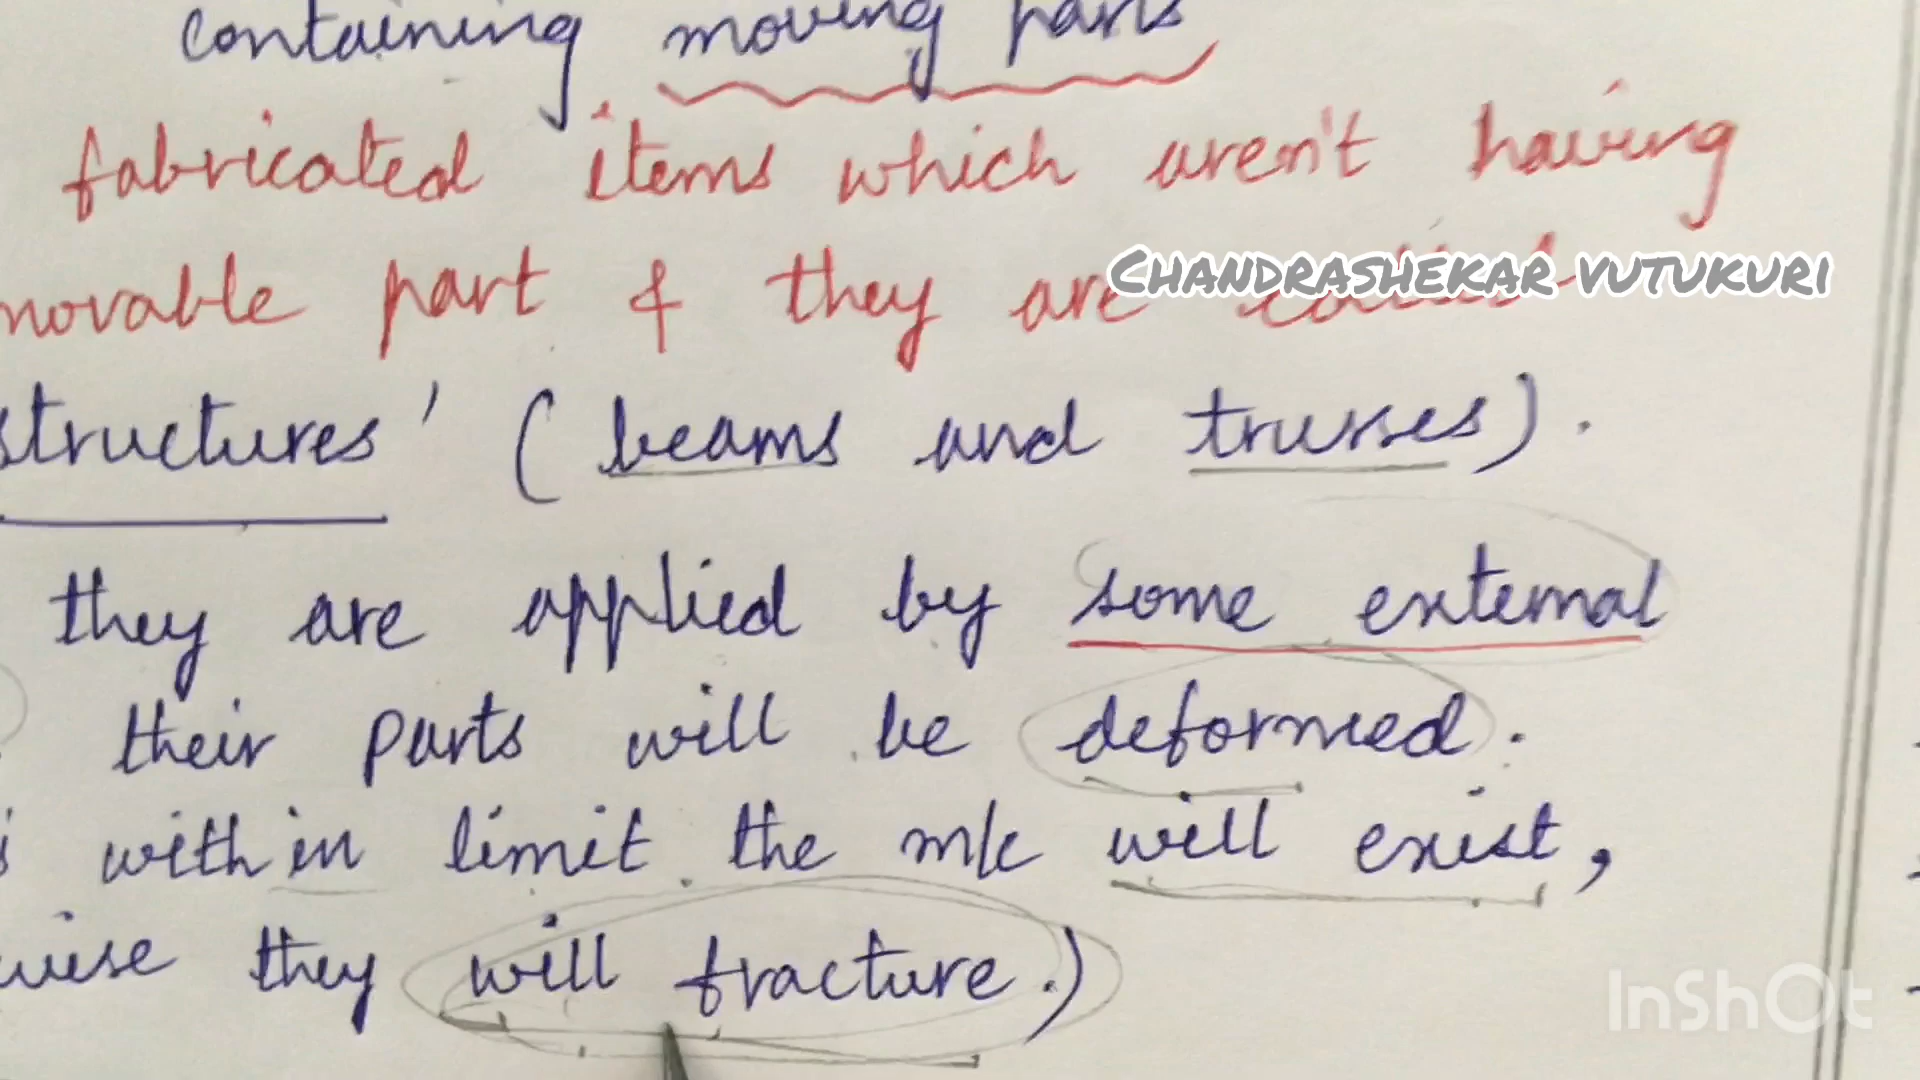 containing moving parts
fabricated items which aren't having
movable part & they are called
CHANDRASHEKAR VUTUKURI
structures' (beams and trusses).
they are applied by some external
their parts will be deformed.
within limit the m/c will exist,
wise they will fracture.)
InShOt